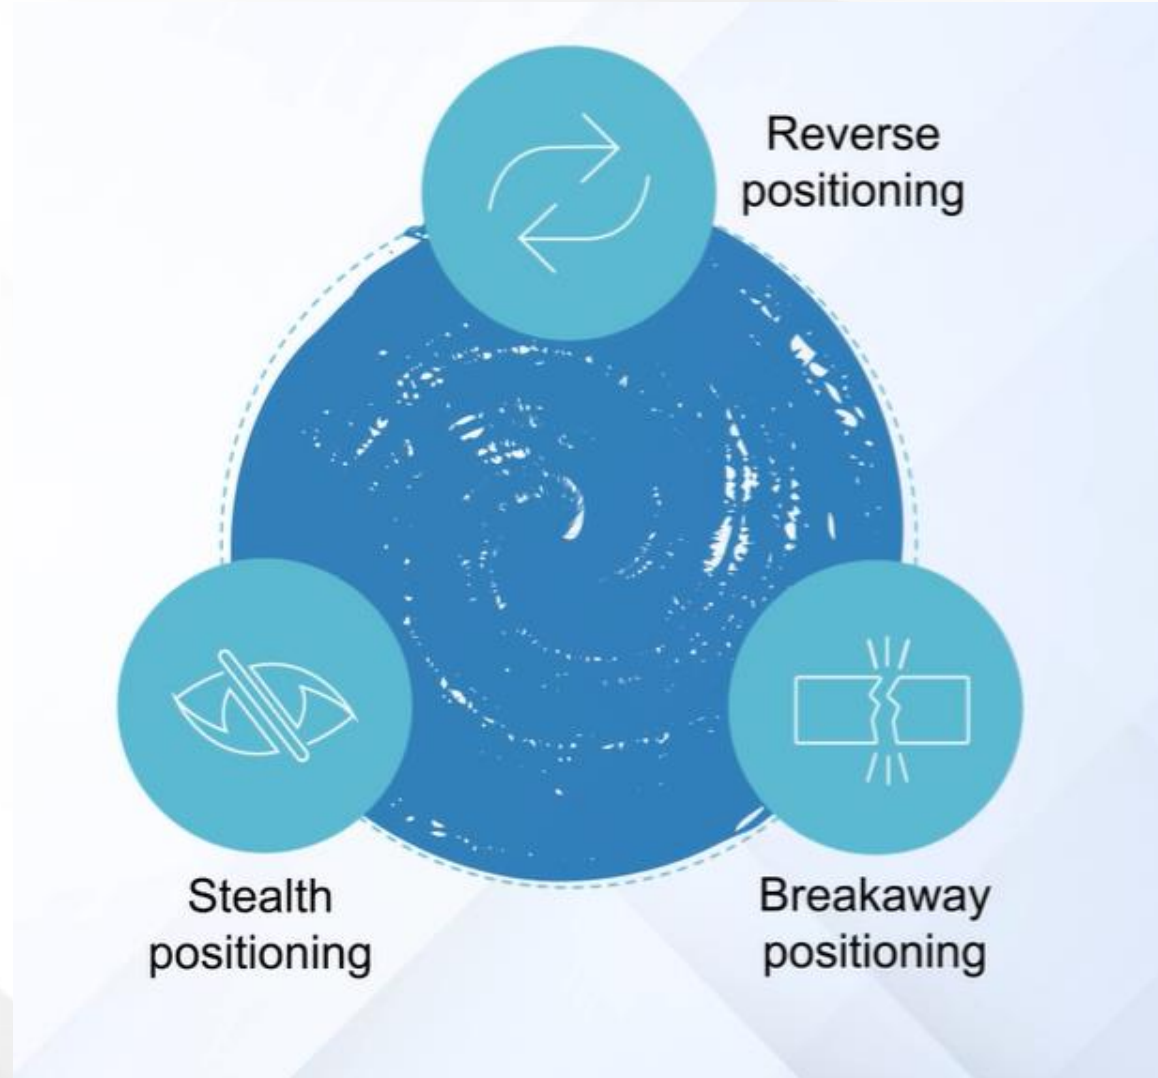 Reverse
positioning
Stealth
positioning
Breakaway
positioning